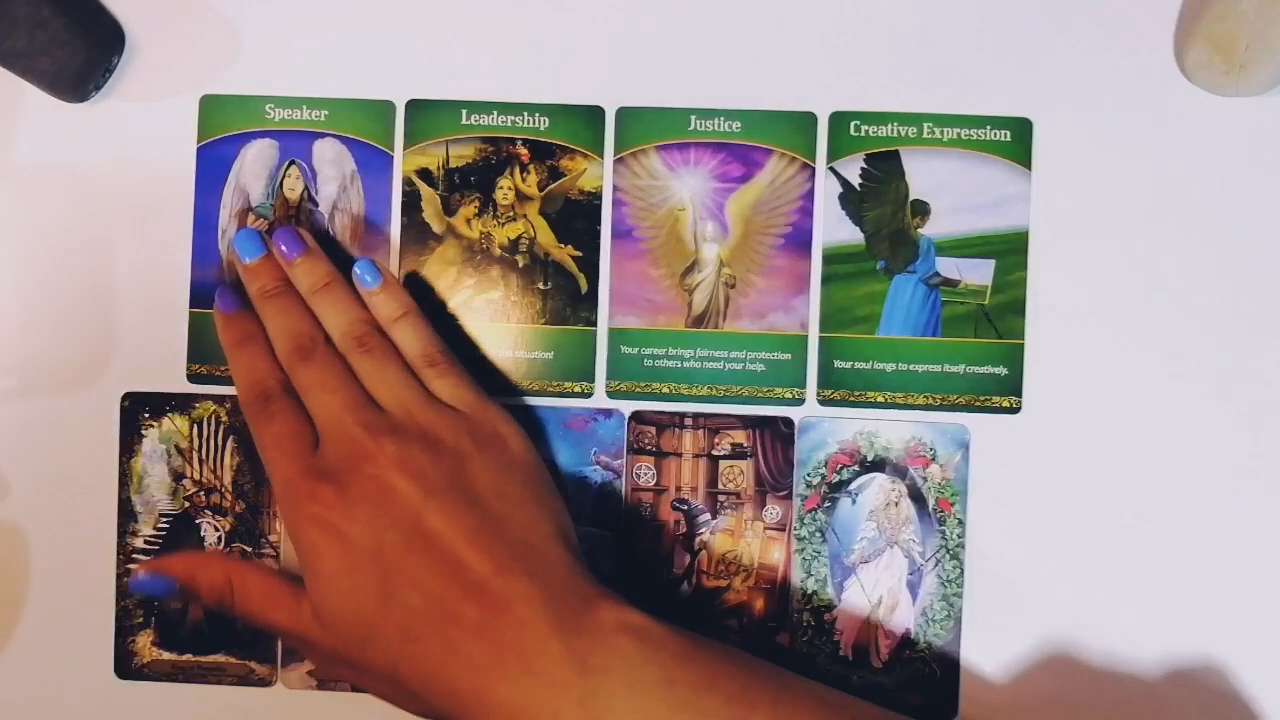 Speaker
Leadership
Justice
Creative Expression
this situation!
Your career brings fairness and protection
to others who need your help.
Your soul longs to express itself creatively.